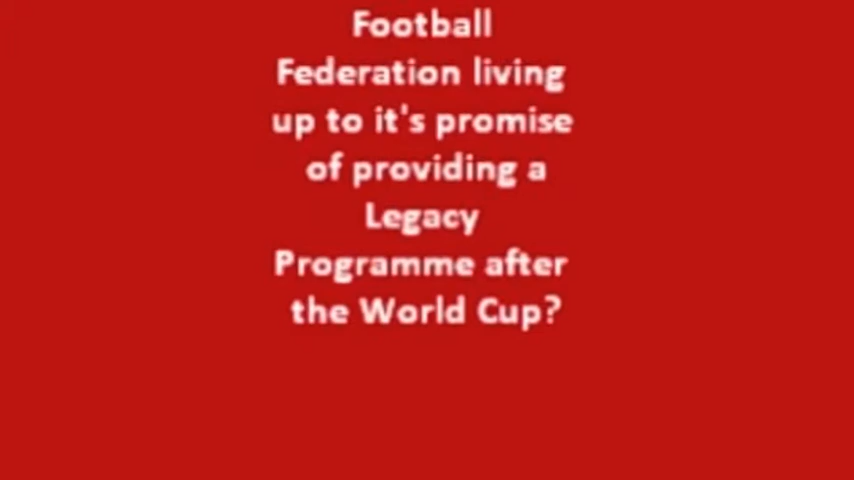 Football
Federation living
up to it's promise
of providing a
Legacy
Programme after
the World Cup?